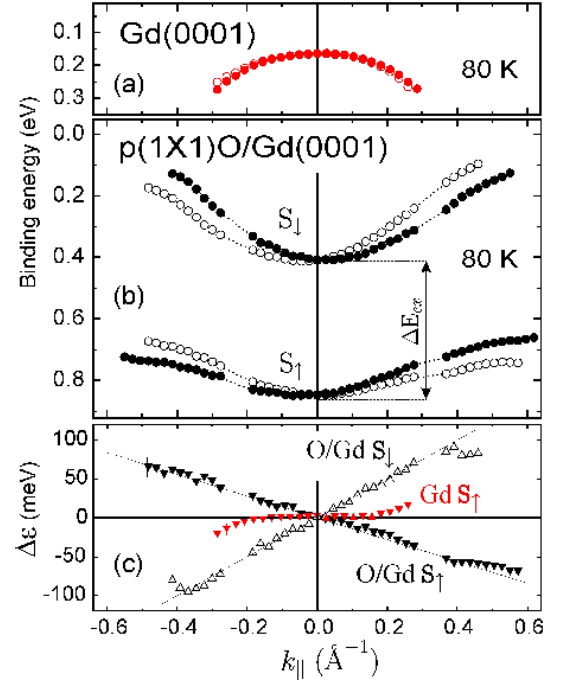 Gd(0001)
0.1
0.2
0.3
(a)
80 K
p(1X1)O/Gd(0001)
0.0
0.2
0.4
0.6
0.8
Binding energy (eV)
S↓
80 K
(b)
ΔE_ex
S↑
100
50
0
-50
-100
Δε (meV)
O/Gd S↓
Gd S↑
(c)
O/Gd S↑
-0.6 -0.4 -0.2 0.0 0.2 0.4 0.6
k∥ (Å⁻¹)